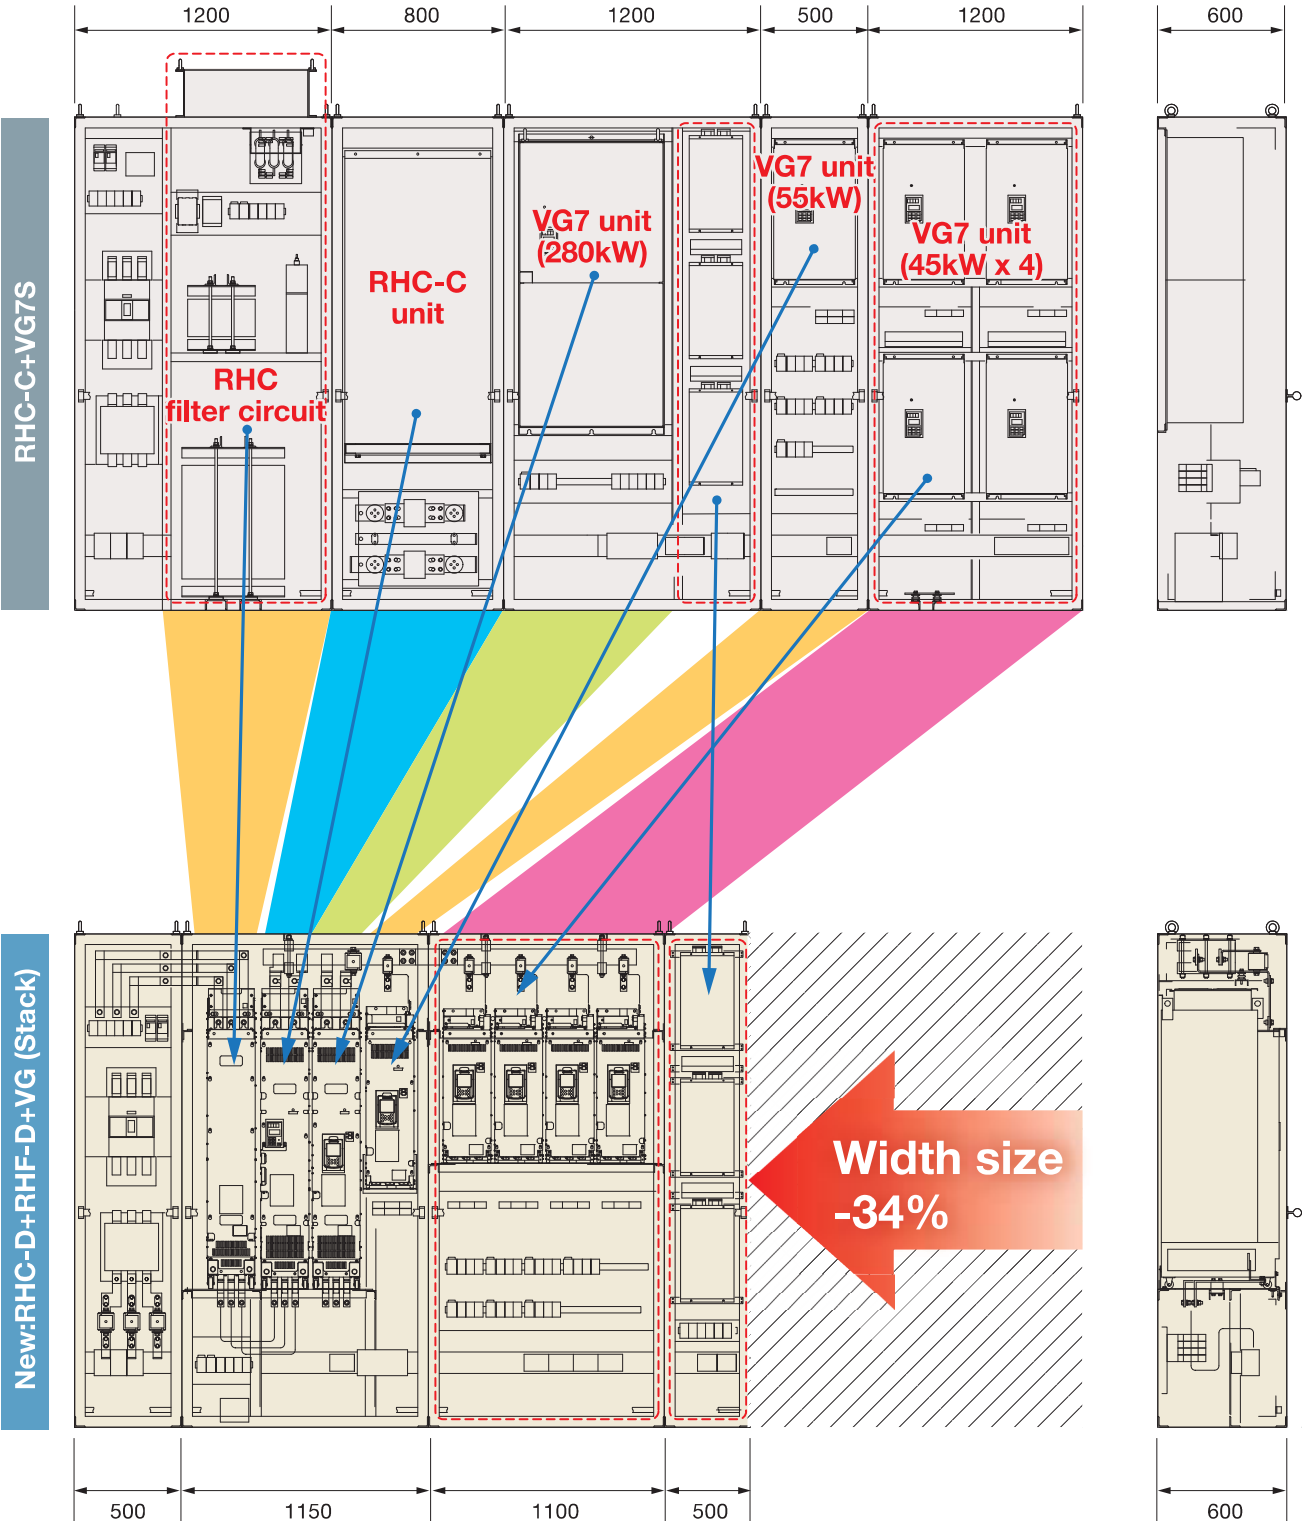 1200
800
1200
500
1200
600
RHC-C+VG7S
RHC
filter circuit
RHC-C
unit
VG7 unit
(280kW)
VG7 unit
(55kW)
VG7 unit
(45kW x 4)
New:RHC-D+RHF-D+VG (Stack)
Width size
-34%
500
1150
1100
500
600